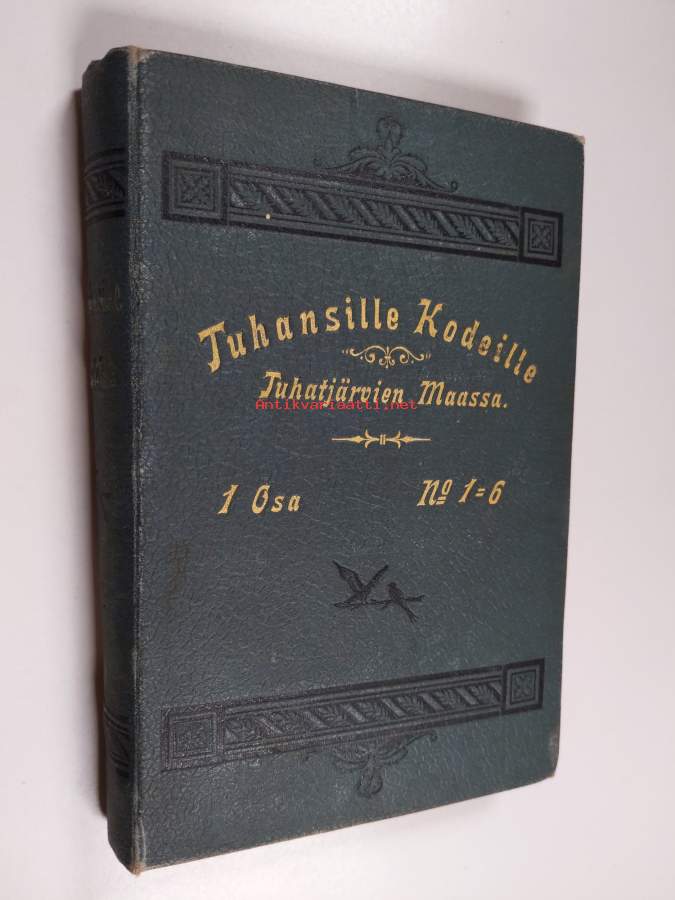 Tuhansille Kodeille
Tuhatjärvien Maassa.
Antikvariaatti.net
1 Osa
No 1=6